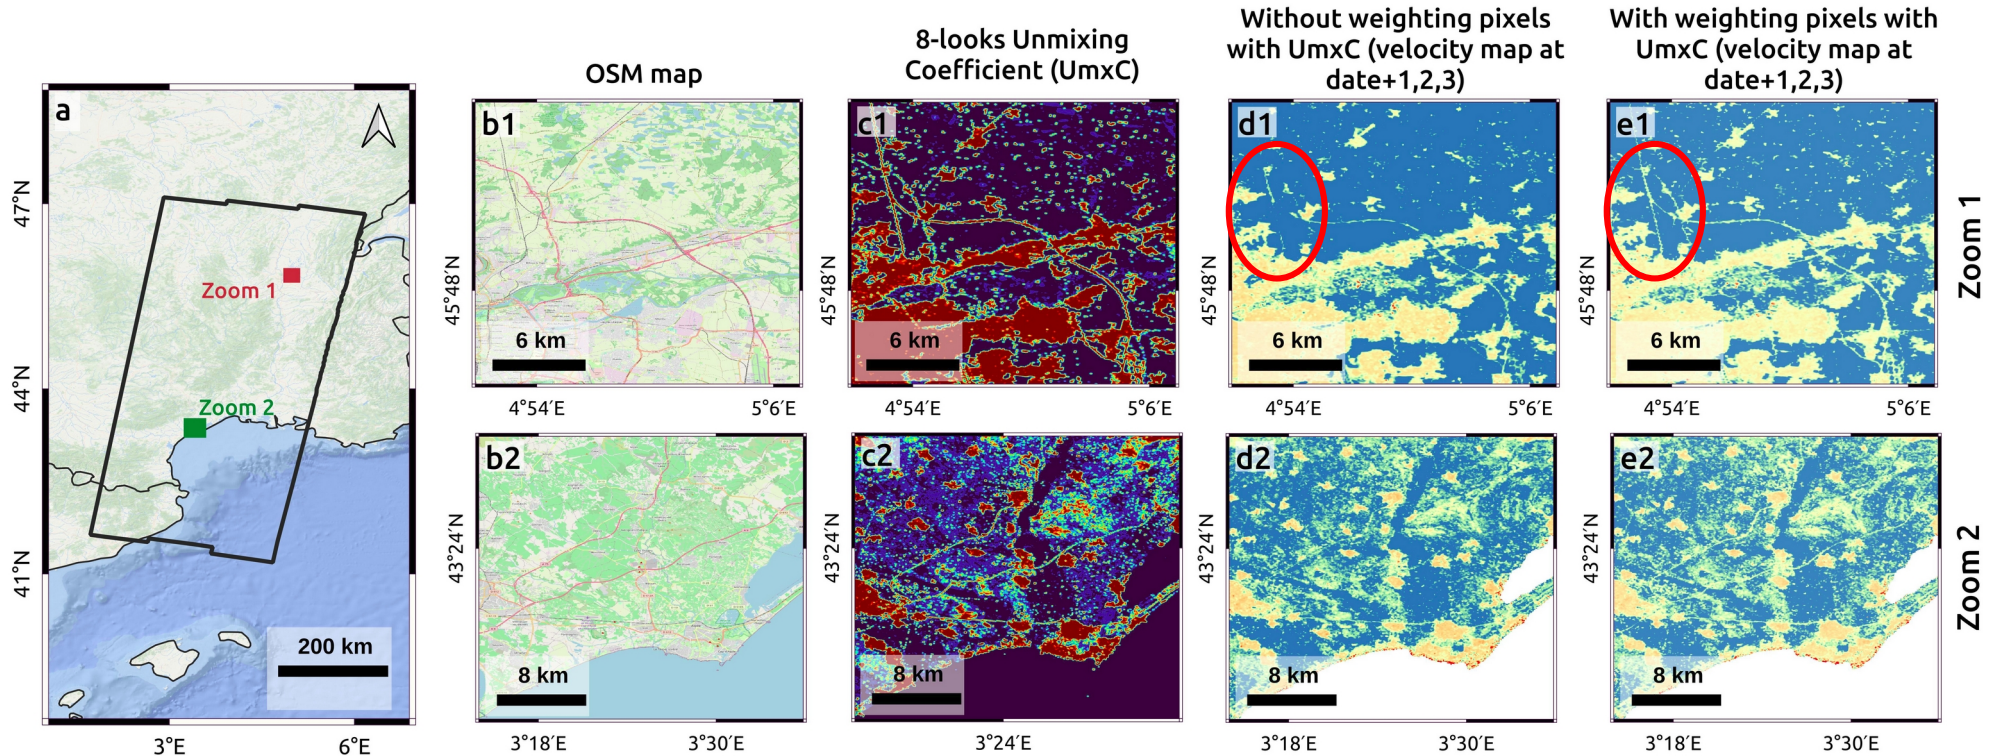 OSM map
8-looks Unmixing
Coefficient (UmxC)
Without weighting pixels
with UmxC (velocity map at
date+1,2,3)
With weighting pixels with
UmxC (velocity map at
date+1,2,3)
a
47°N
44°N
41°N
Zoom 1
Zoom 2
200 km
3°E
6°E
b1
45°48′N
6 km
4°54′E
5°6′E
c1
45°48′N
6 km
4°54′E
5°6′E
d1
45°48′N
6 km
4°54′E
5°6′E
e1
45°48′N
6 km
4°54′E
5°6′E
Zoom 1
b2
43°24′N
8 km
3°18′E
3°30′E
c2
43°24′N
8 km
3°24′E
d2
43°24′N
8 km
3°18′E
3°30′E
e2
43°24′N
8 km
3°18′E
3°30′E
Zoom 2